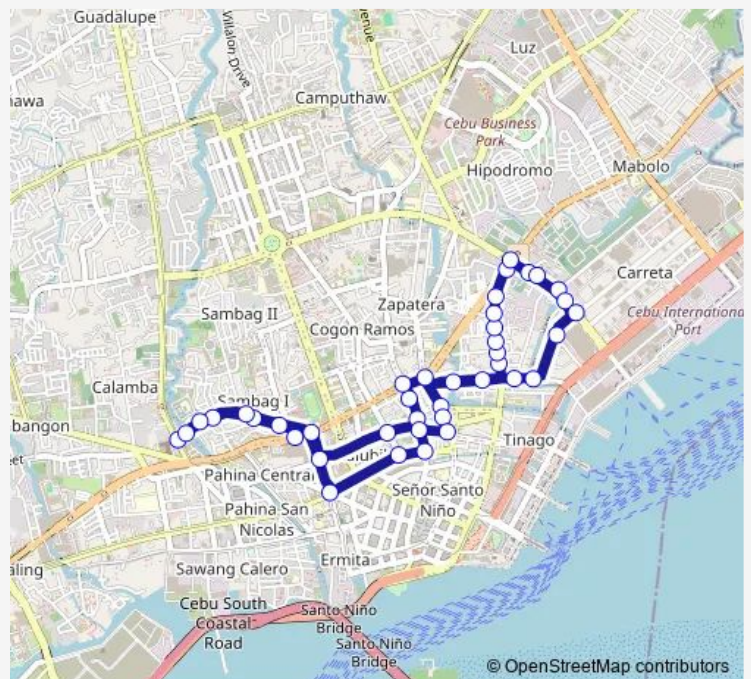 Guadalupe
Villalon Drive
Luz
Camputhaw
Cebu Business
Park
Hipodromo
Mabolo
Carreta
Cebu Internationa
Port
Zapatera
Sambag II
Cogon Ramos
Calamba
Sambag I
Tinago
Pahina Central
Señor Santo
Niño
Pahina San
Nicolas
Ermita
Sawang Calero
Cebu South
Coastal
Road
Santo Niño
Bridge
Santo Niño
Bridge
© OpenStreetMap contributors